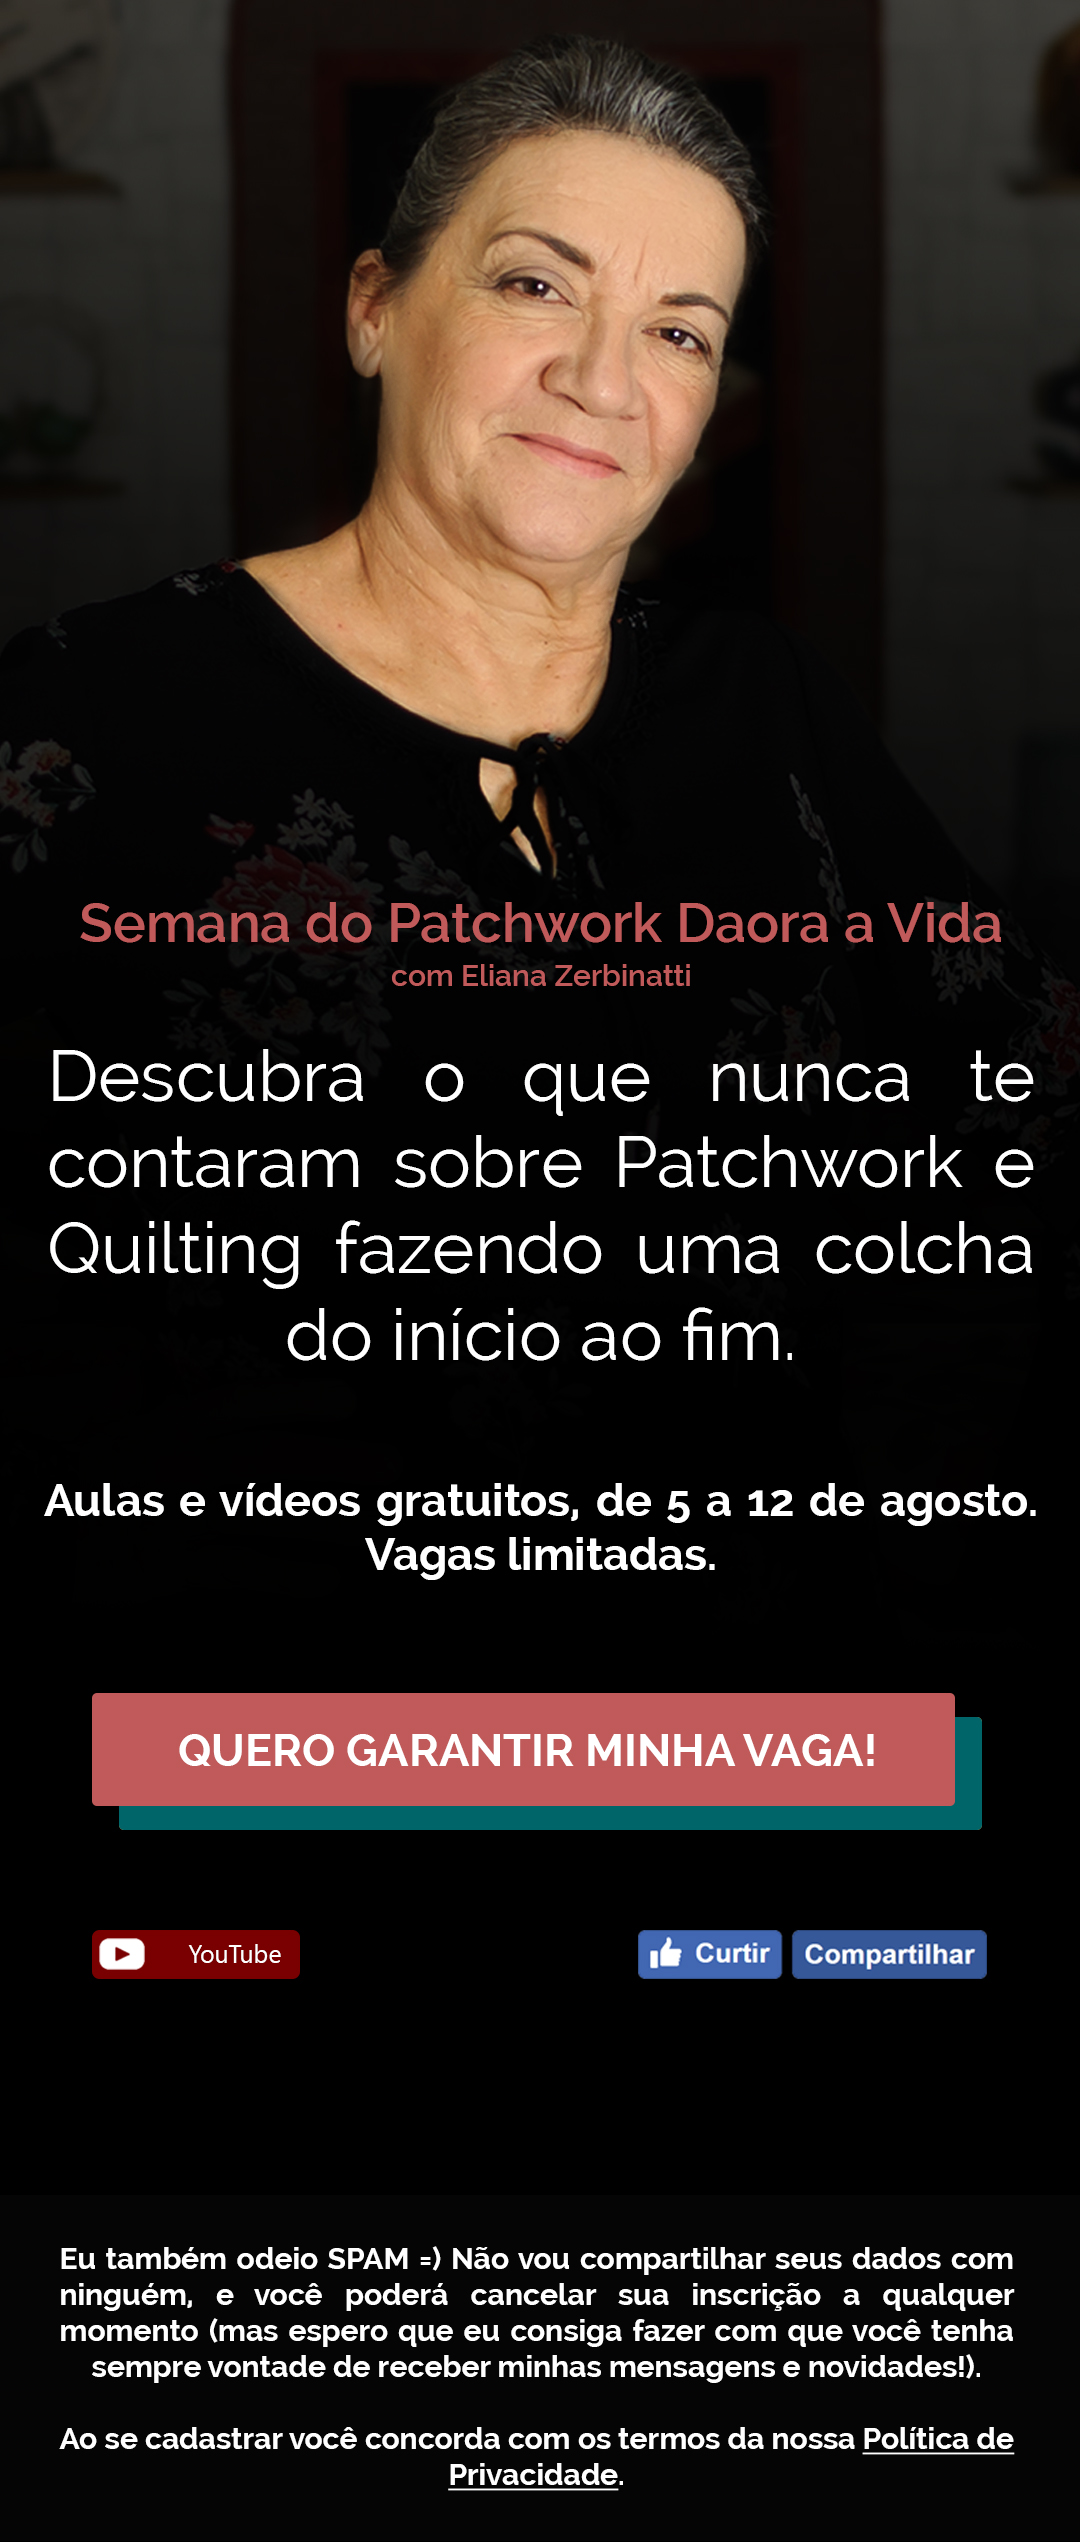 Semana do Patchwork Daora a Vida
com Eliana Zerbinatti
Descubra o que nunca te
contaram sobre Patchwork e
Quilting fazendo uma colcha
do início ao fim.
Aulas e vídeos gratuitos, de 5 a 12 de agosto.
Vagas limitadas.
QUERO GARANTIR MINHA VAGA!
YouTube
Curtir
Compartilhar
Eu também odeio SPAM =) Não vou compartilhar seus dados com
ninguém, e você poderá cancelar sua inscrição a qualquer
momento (mas espero que eu consiga fazer com que você tenha
sempre vontade de receber minhas mensagens e novidades!).
Ao se cadastrar você concorda com os termos da nossa Política de
Privacidade.